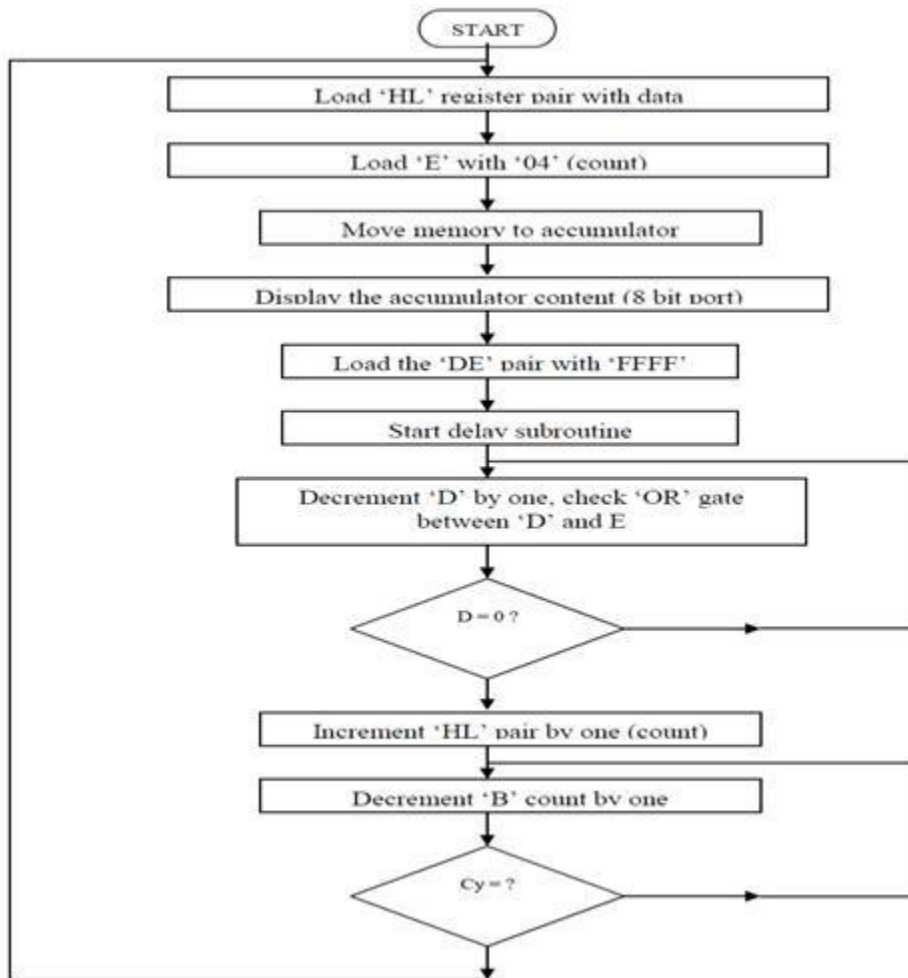 START
Load ‘HL’ register pair with data
Load ‘E’ with ‘04’ (count)
Move memory to accumulator
Display the accumulator content (8 bit port)
Load the ‘DE’ pair with ‘FFFF’
Start delay subroutine
Decrement ‘D’ by one, check ‘OR’ gate
between ‘D’ and E
D = 0 ?
Increment ‘HL’ pair by one (count)
Decrement ‘B’ count by one
Cy = ?